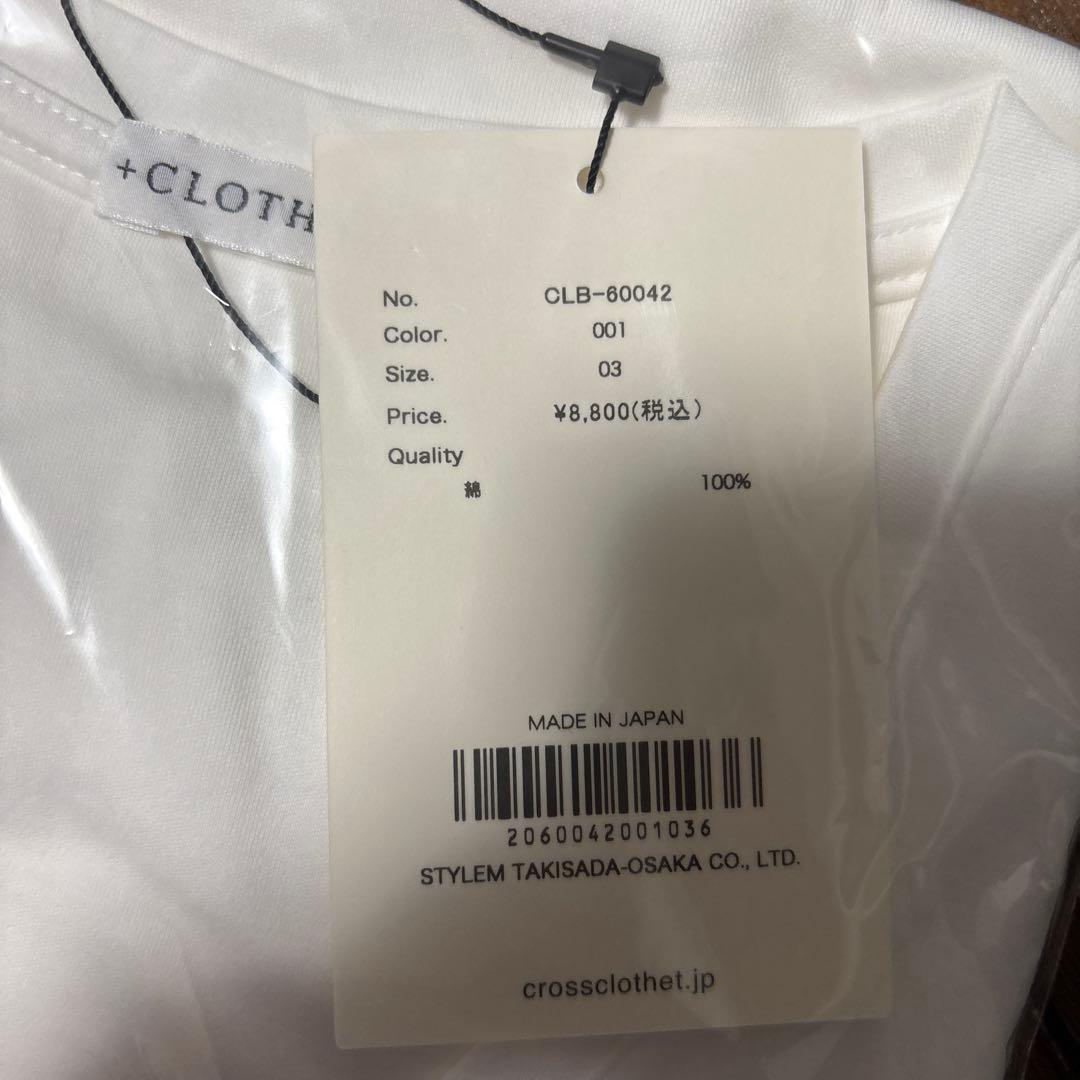 +CLOTH
No. CLB-60042
Color. 001
Size. 03
Price. ¥8,800(税込)
Quality
綿 100%
MADE IN JAPAN
2060042001036
STYLEM TAKISADA-OSAKA CO., LTD.
crossclothet.jp